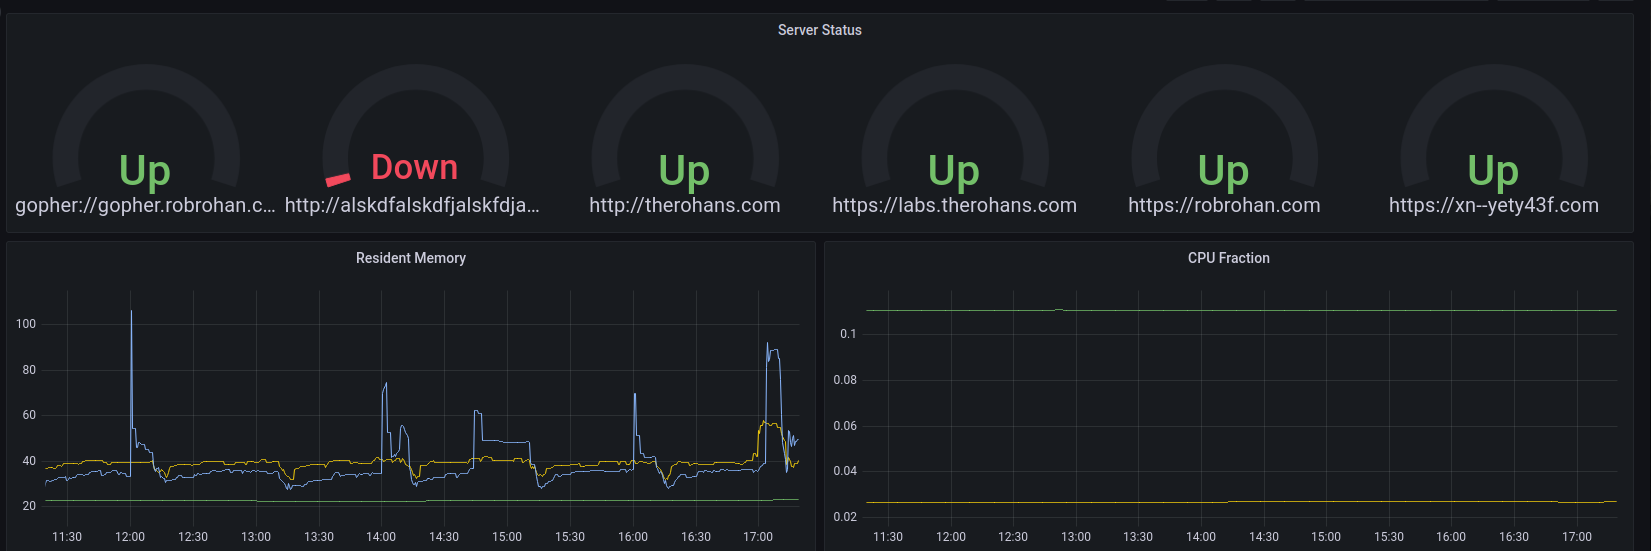 Server Status
Up Down Up Up Up Up
gopher://gopher.robrohan.c... http://alskdfalskdfjalskfdja... http://therohans.com https://labs.therohans.com https://robrohan.com https://xn--yety43f.com
Resident Memory
100
80
60
40
20
11:30 12:00 12:30 13:00 13:30 14:00 14:30 15:00 15:30 16:00 16:30 17:00
CPU Fraction
0.1
0.08
0.06
0.04
0.02
11:30 12:00 12:30 13:00 13:30 14:00 14:30 15:00 15:30 16:00 16:30 17:00